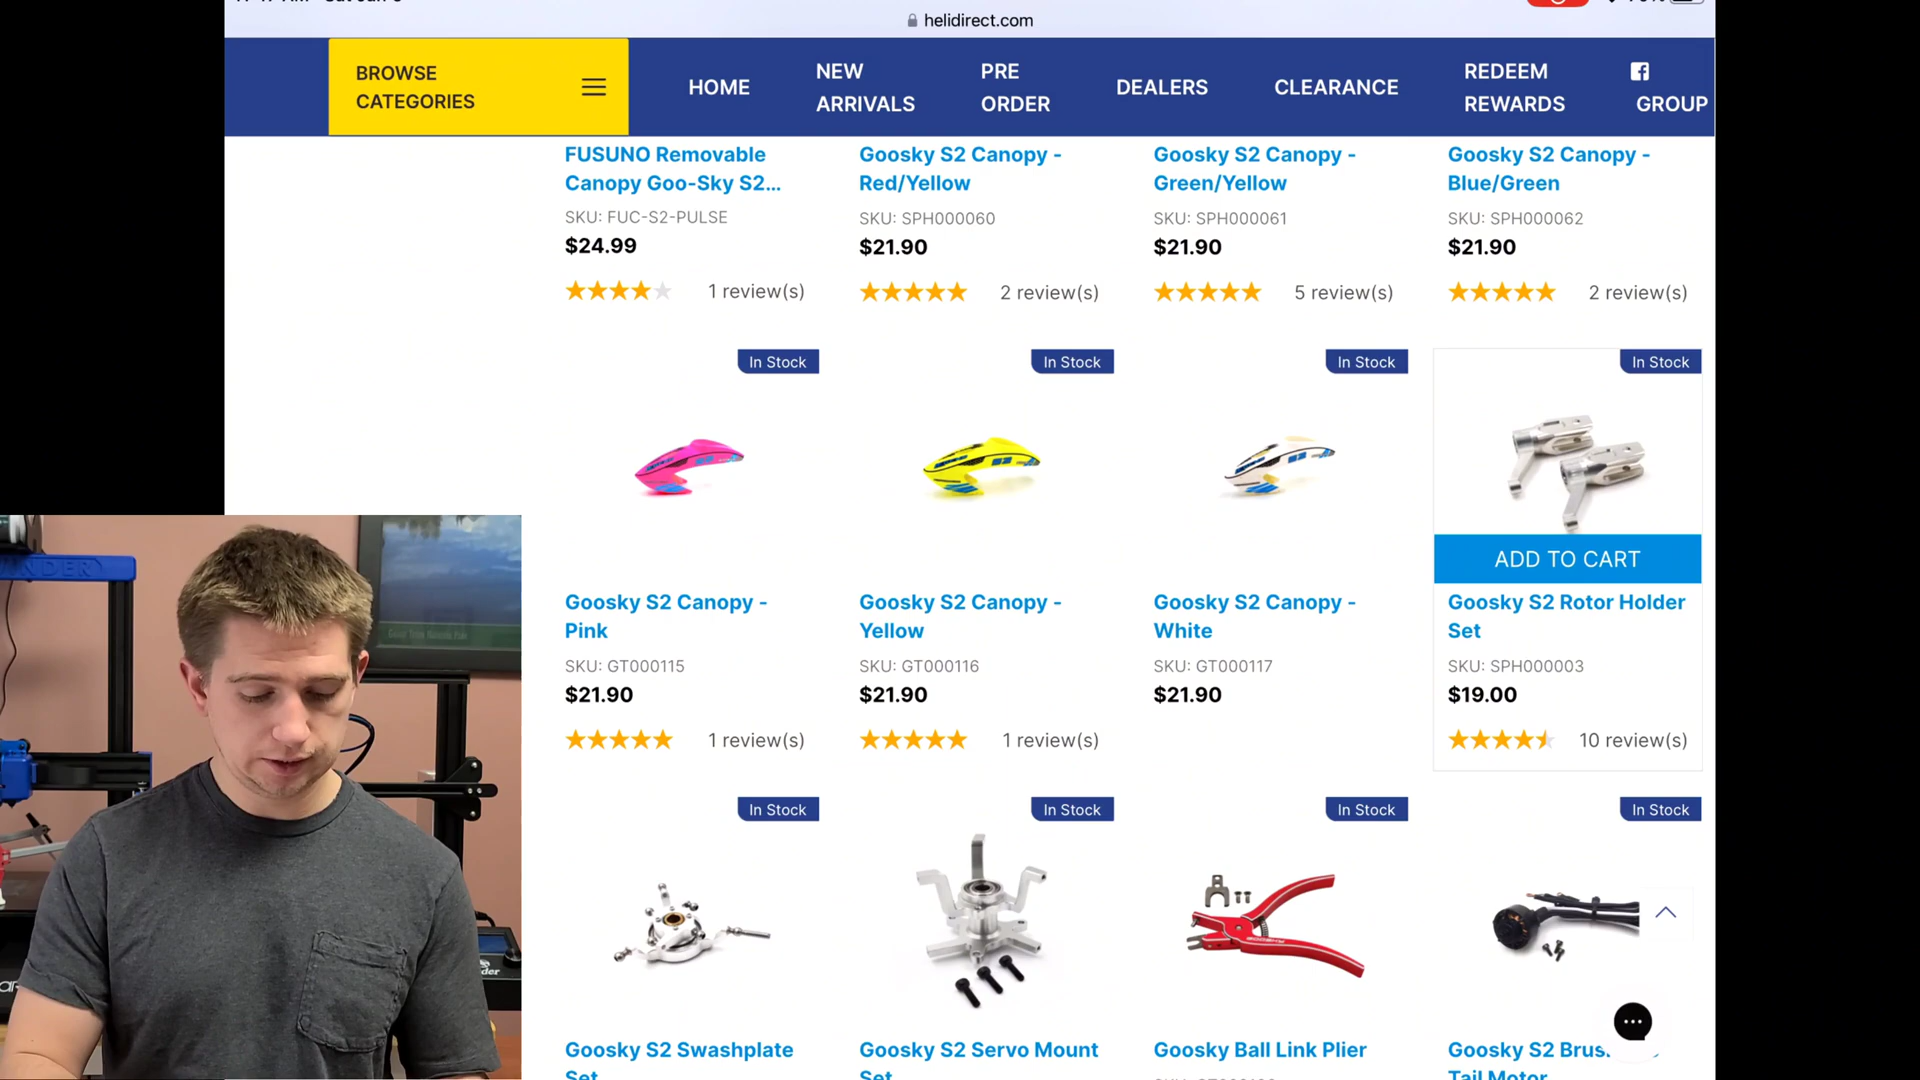 helidirect.com
BROWSE
CATEGORIES
HOME
NEW
ARRIVALS
PRE
ORDER
DEALERS
CLEARANCE
REDEEM
REWARDS
GROUP
FUSUNO Removable
Canopy Goo-Sky S2...
SKU: FUC-S2-PULSE
$24.99
1 review(s)
Goosky S2 Canopy -
Red/Yellow
SKU: SPH000060
$21.90
2 review(s)
Goosky S2 Canopy -
Green/Yellow
SKU: SPH000061
$21.90
5 review(s)
Goosky S2 Canopy -
Blue/Green
SKU: SPH000062
$21.90
2 review(s)
In Stock
Goosky S2 Canopy -
Pink
SKU: GT000115
$21.90
1 review(s)
In Stock
Goosky S2 Canopy -
Yellow
SKU: GT000116
$21.90
1 review(s)
In Stock
Goosky S2 Canopy -
White
SKU: GT000117
$21.90
In Stock
ADD TO CART
Goosky S2 Rotor Holder
Set
SKU: SPH000003
$19.00
10 review(s)
In Stock
Goosky S2 Swashplate
Set
In Stock
Goosky S2 Servo Mount
Set
In Stock
Goosky Ball Link Plier
In Stock
Goosky S2
Tail Motor